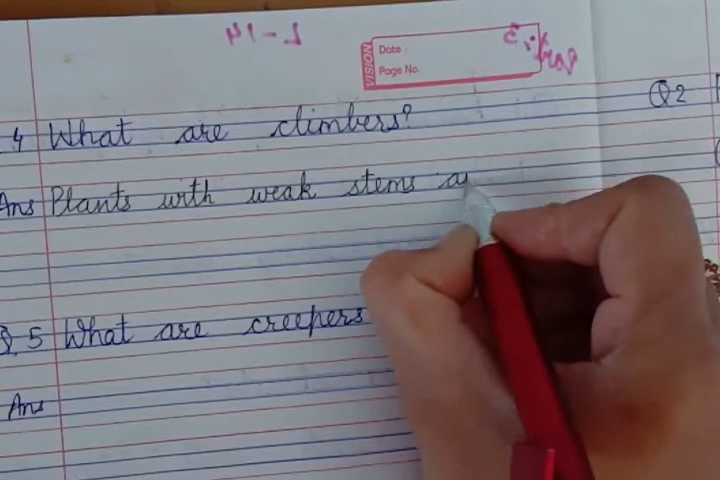 VISION
Date :
Page No.
Q2
4 What are climbers?
Ans Plants with weak stems a
Q.5 What are creepers
Ans